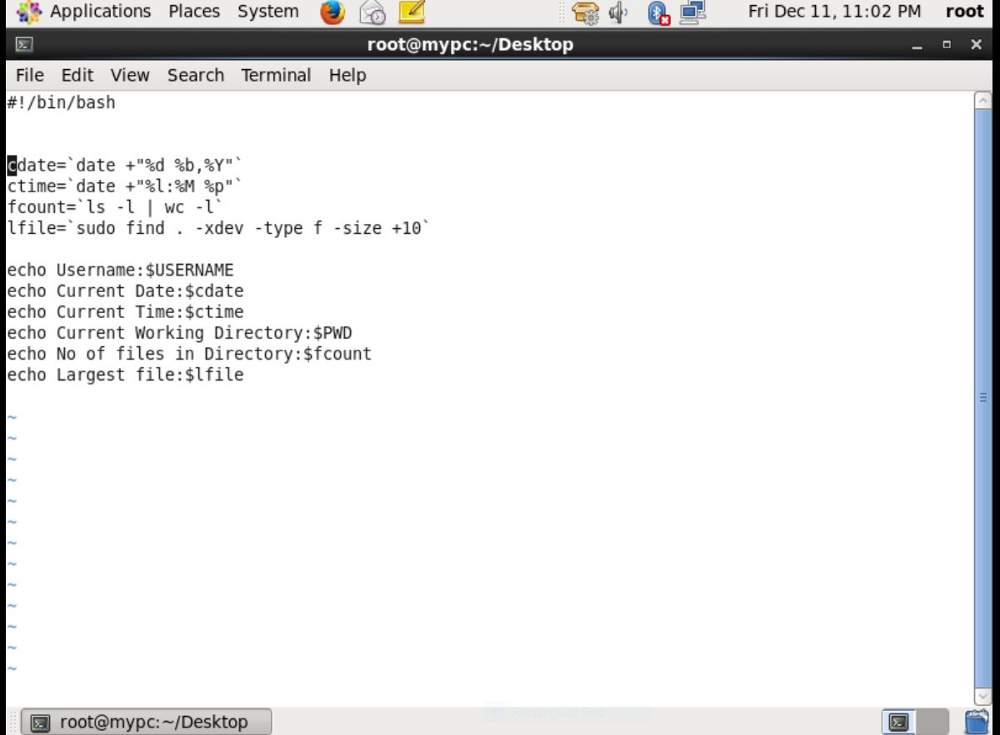 Applications Places System Fri Dec 11, 11:02 PM root
root@mypc:~/Desktop
File Edit View Search Terminal Help
#!/bin/bash
cdate=`date +"%d %b,%Y"`
ctime=`date +"%l:%M %p"`
fcount=`ls -l | wc -l`
lfile=`sudo find . -xdev -type f -size +10`
echo Username:$USERNAME
echo Current Date:$cdate
echo Current Time:$ctime
echo Current Working Directory:$PWD
echo No of files in Directory:$fcount
echo Largest file:$lfile
~
~
~
~
~
~
~
~
~
~
~
~
~
Rectangular Snip
root@mypc:~/Desktop